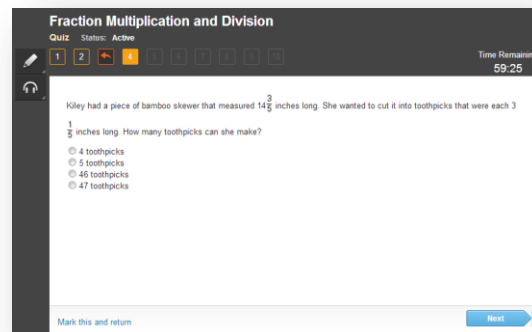 Fraction Multiplication and Division
Quiz Status: Active
1 2 4 5 6 7 8 9 10
Time Remainin
59:25
Kiley had a piece of bamboo skewer that measured 14 3/5 inches long. She wanted to cut it into toothpicks that were each 3
1/5 inches long. How many toothpicks can she make?
4 toothpicks
5 toothpicks
46 toothpicks
47 toothpicks
Mark this and return
Next